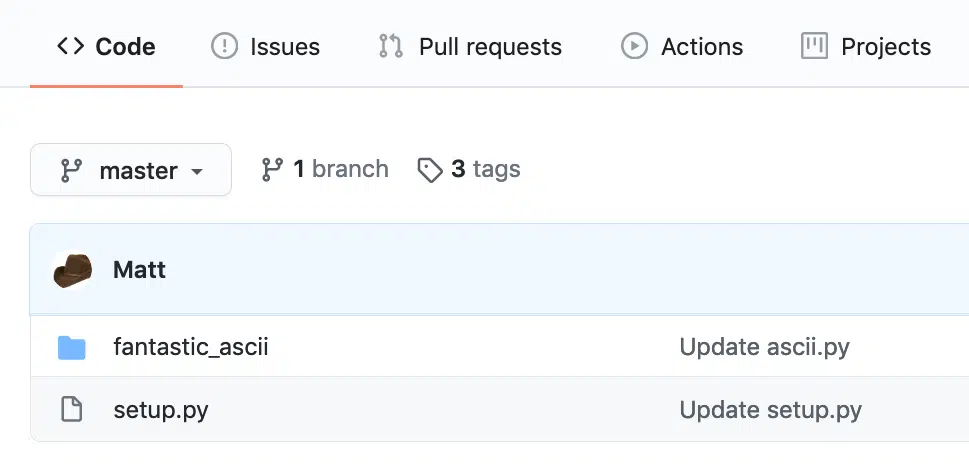 Code Issues Pull requests Actions Projects
master 1 branch 3 tags
Matt
fantastic_ascii Update ascii.py
setup.py Update setup.py